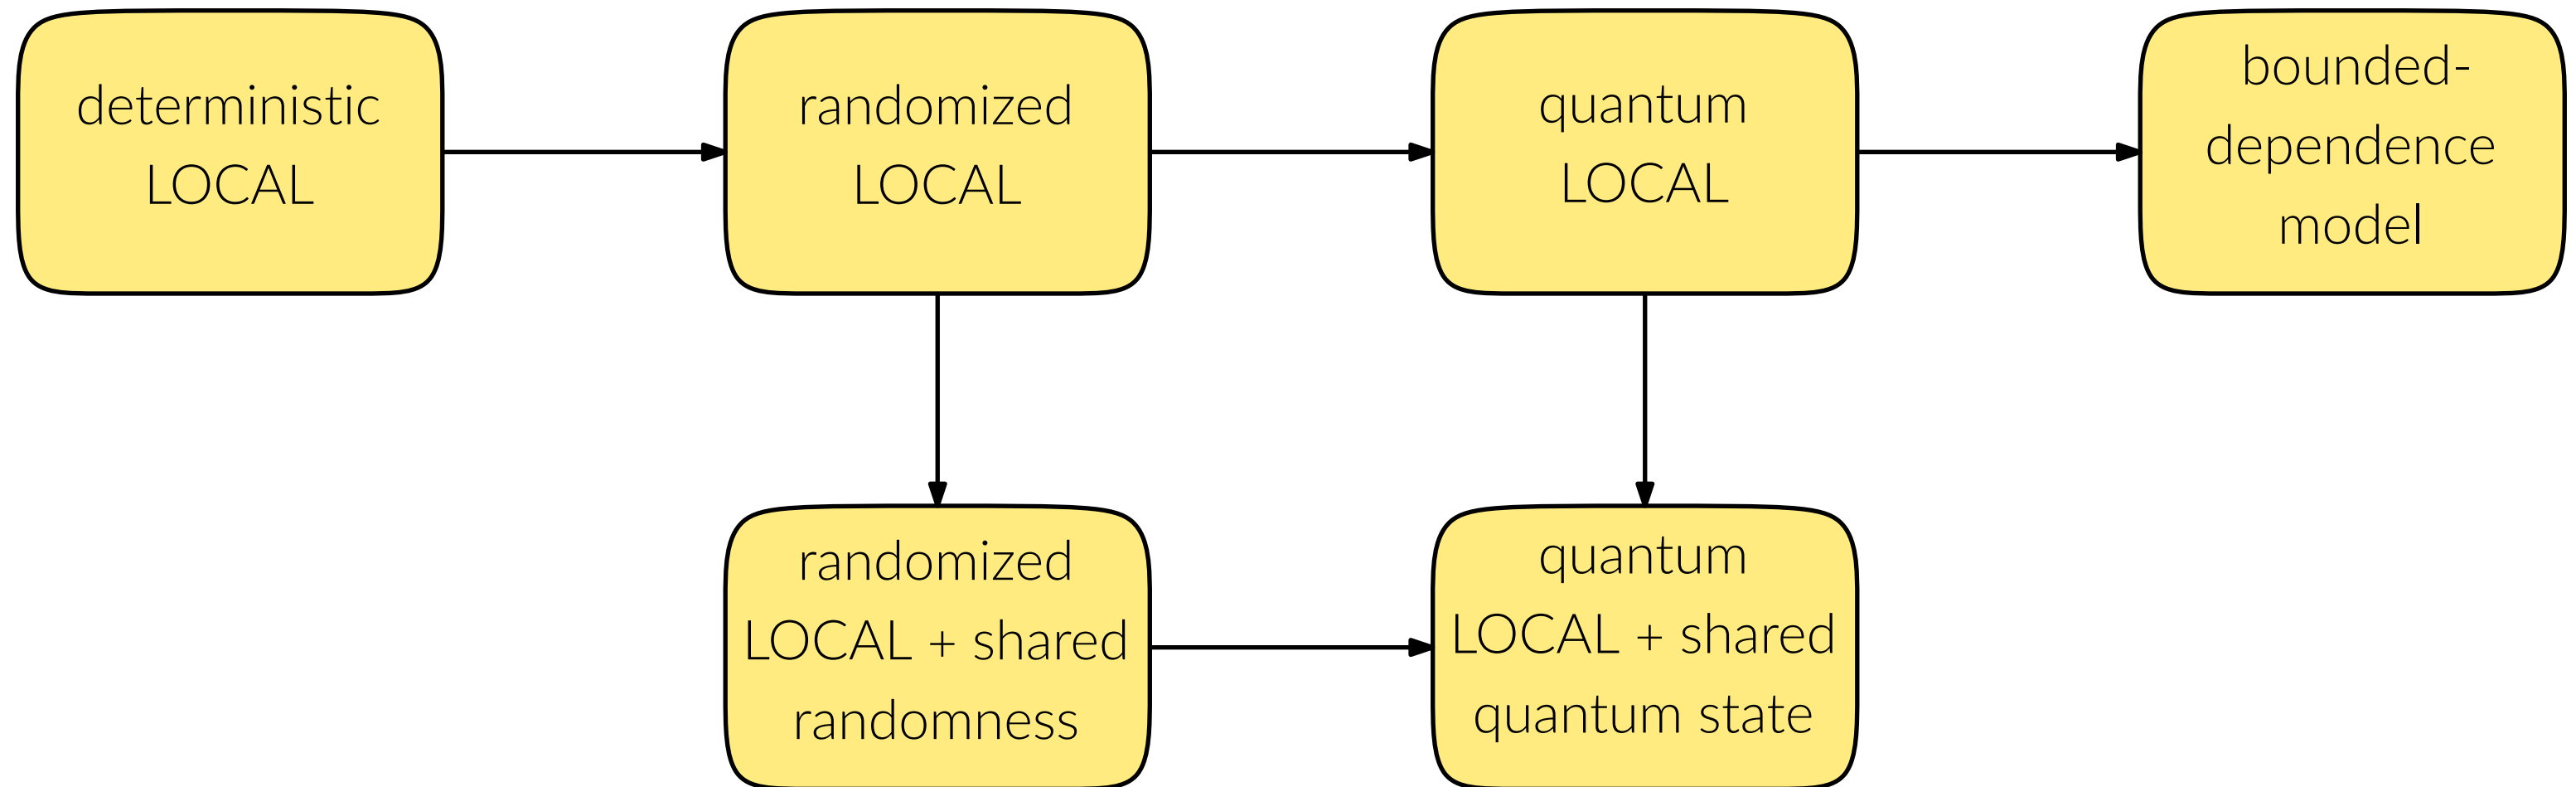 deterministic
LOCAL
randomized
LOCAL
quantum
LOCAL
bounded-
dependence
model
randomized
LOCAL + shared
randomness
quantum
LOCAL + shared
quantum state